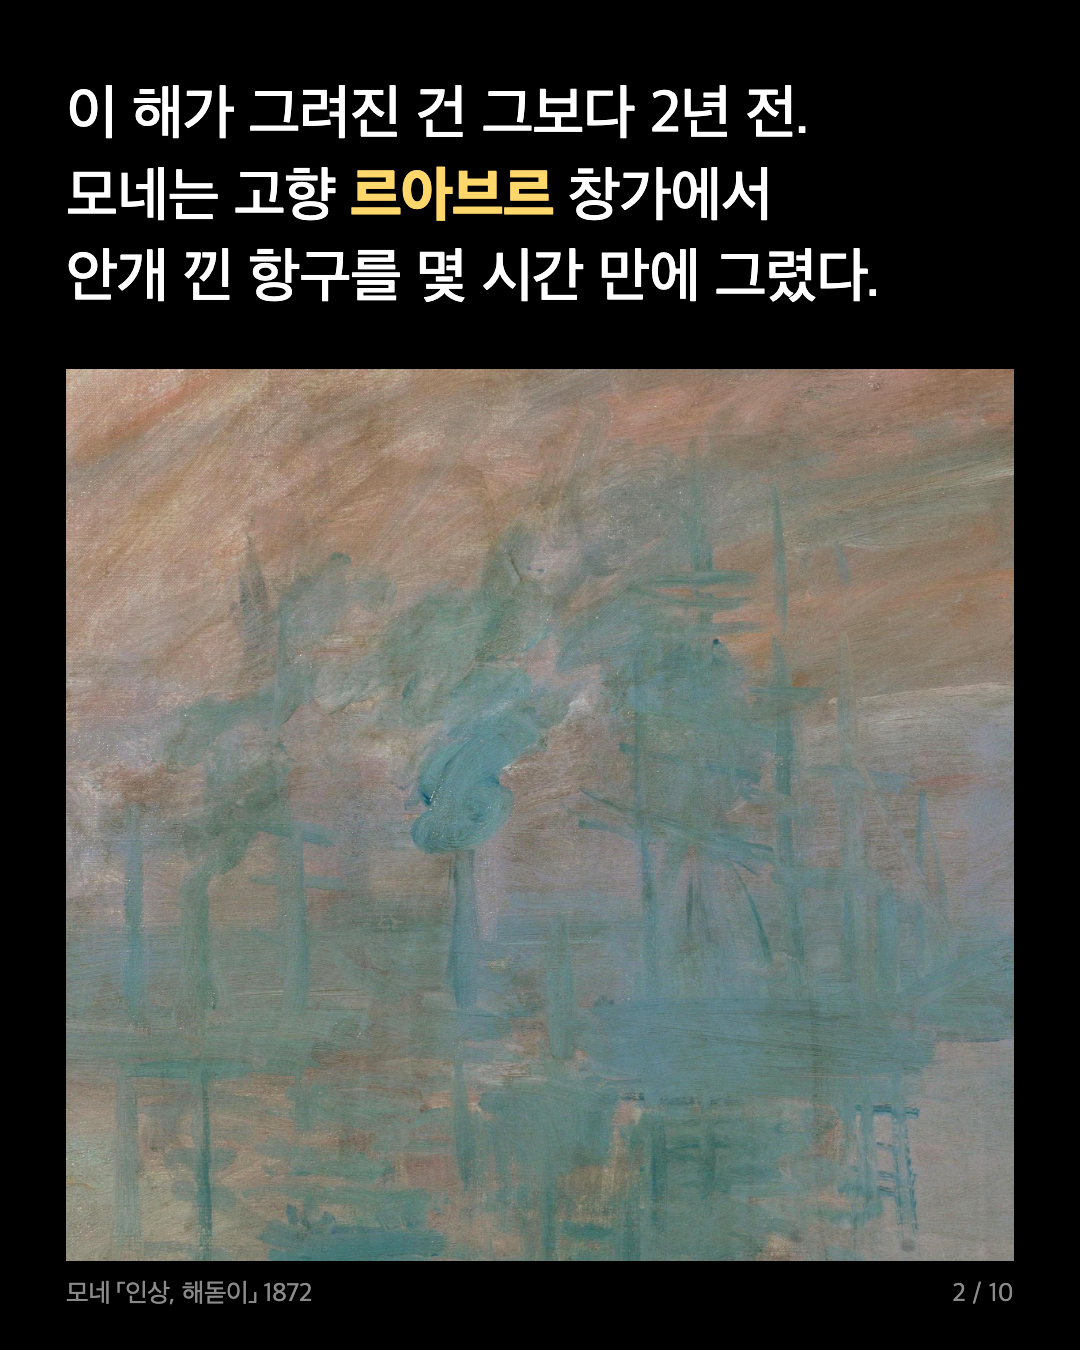 이 해가 그려진 건 그보다 2년 전.
모네는 고향 르아브르 창가에서
안개 낀 항구를 몇 시간 만에 그렸다.
모네 「인상, 해돋이」 1872
2 / 10